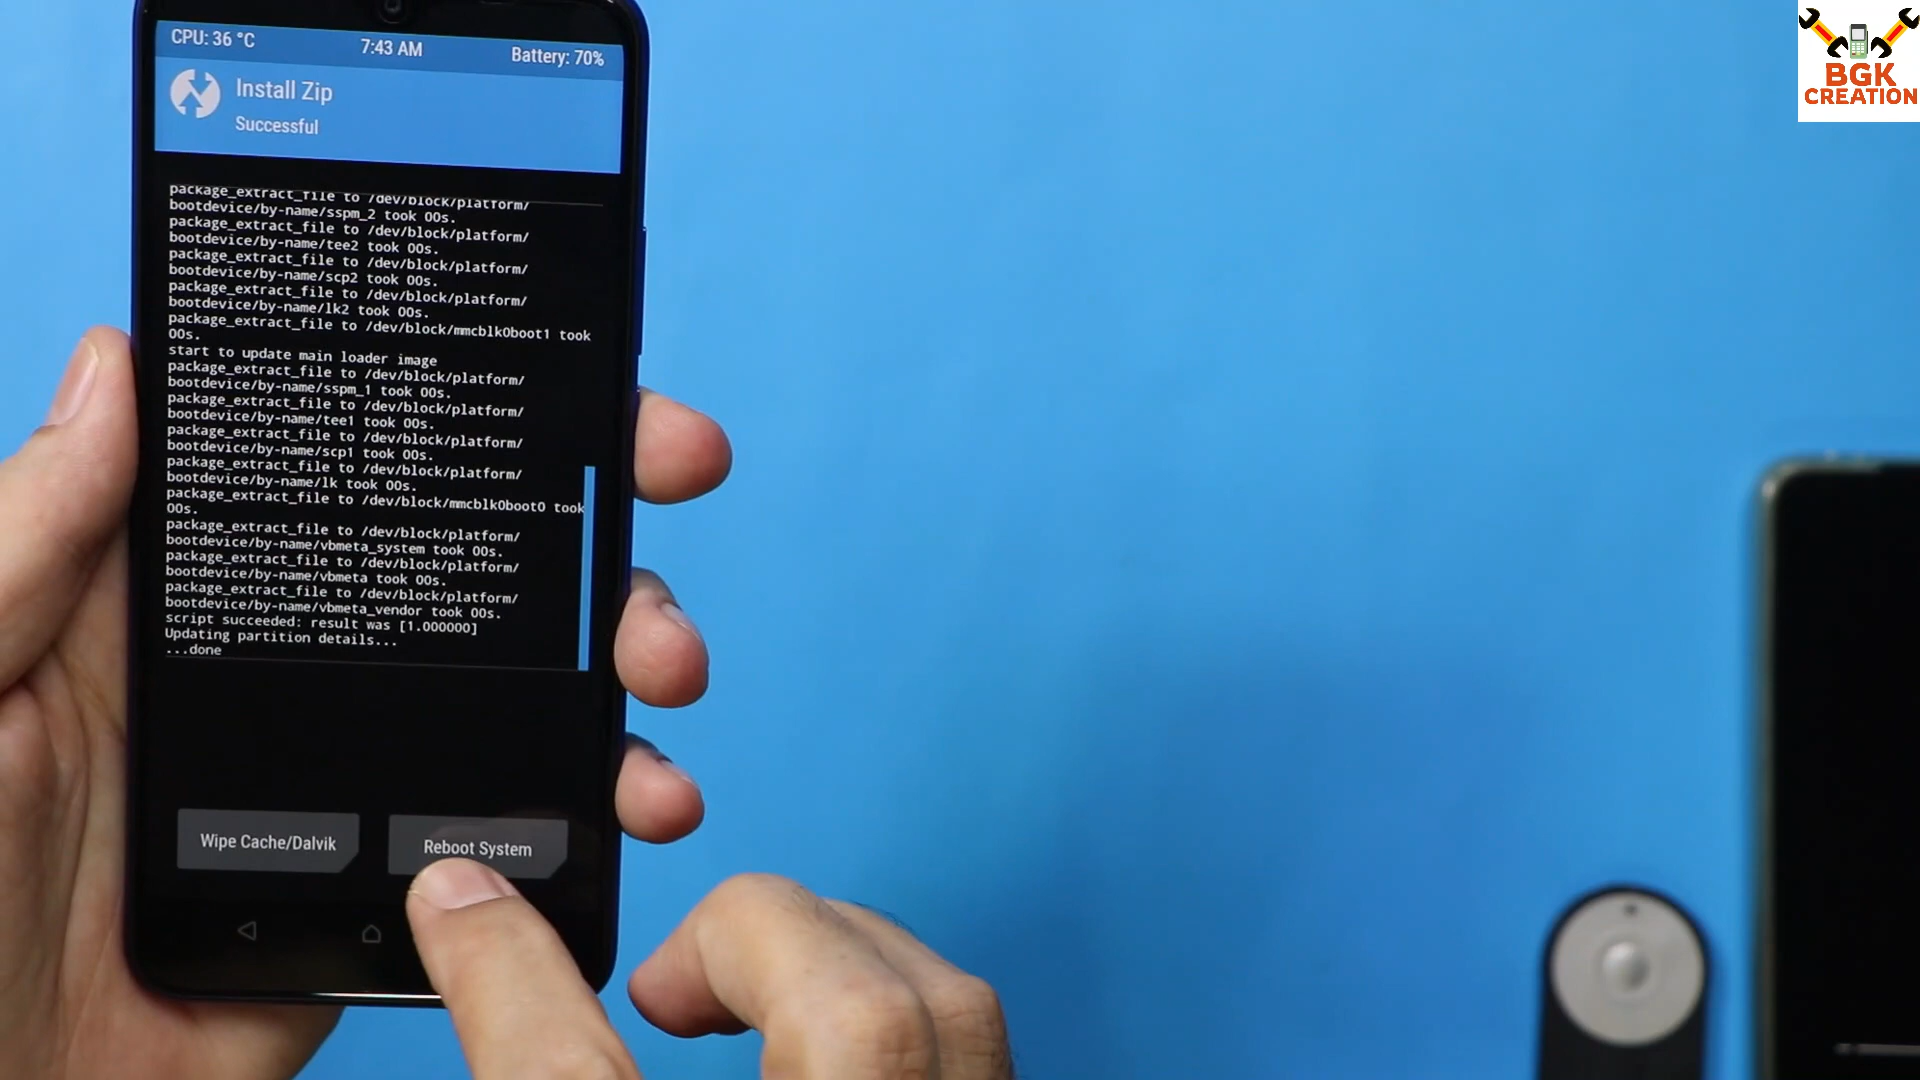 CPU: 36 °C
7:43 AM
Battery: 70%
Install Zip
Successful
package_extract_file to /dev/block/platform/
bootdevice/by-name/sspm_2 took 00s.
package_extract_file to /dev/block/platform/
bootdevice/by-name/tee2 took 00s.
package_extract_file to /dev/block/platform/
bootdevice/by-name/scp2 took 00s.
package_extract_file to /dev/block/platform/
bootdevice/by-name/lk2 took 00s.
package_extract_file to /dev/block/mmcblk0boot1 took
00s.
start to update main loader image
package_extract_file to /dev/block/platform/
bootdevice/by-name/sspm_1 took 00s.
package_extract_file to /dev/block/platform/
bootdevice/by-name/tee1 took 00s.
package_extract_file to /dev/block/platform/
bootdevice/by-name/scp1 took 00s.
package_extract_file to /dev/block/platform/
bootdevice/by-name/lk took 00s.
package_extract_file to /dev/block/mmcblk0boot0 took
00s.
package_extract_file to /dev/block/platform/
bootdevice/by-name/vbmeta_system took 00s.
package_extract_file to /dev/block/platform/
bootdevice/by-name/vbmeta took 00s.
package_extract_file to /dev/block/platform/
bootdevice/by-name/vbmeta_vendor took 00s.
script succeeded: result was [1.000000]
Updating partition details...
...done
Wipe Cache/Dalvik
Reboot System
BGK
CREATION